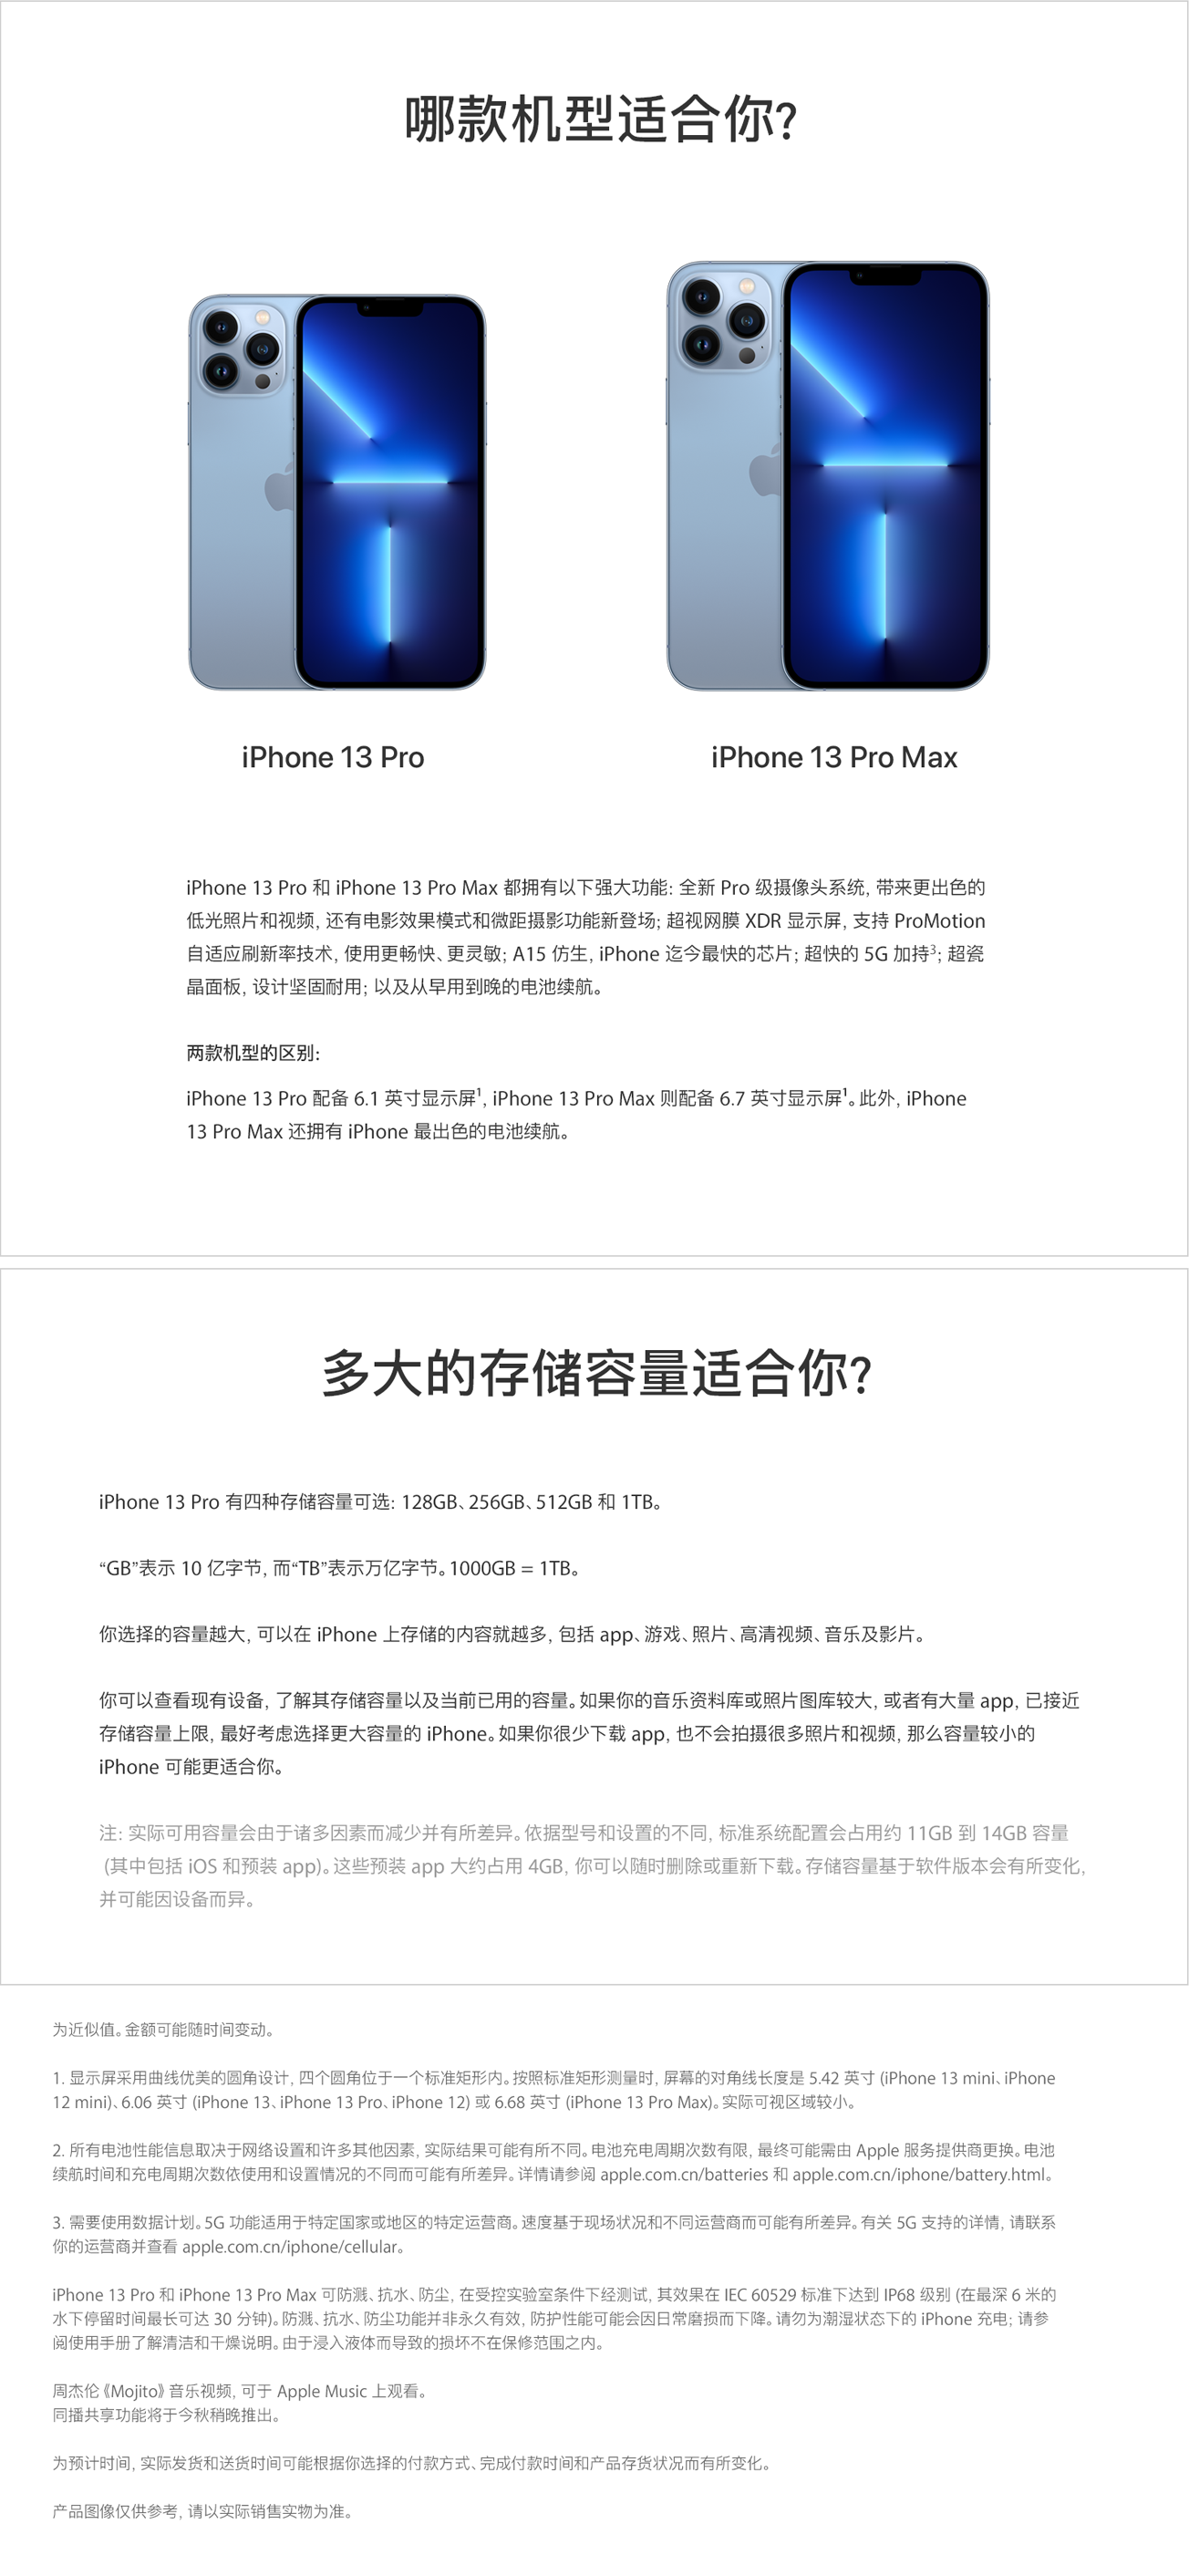 哪款机型适合你?
iPhone 13 Pro
iPhone 13 Pro Max
iPhone 13 Pro 和 iPhone 13 Pro Max 都拥有以下强大功能: 全新 Pro 级摄像头系统, 带来更出色的
低光照片和视频, 还有电影效果模式和微距摄影功能新登场; 超视网膜 XDR 显示屏, 支持 ProMotion
自适应刷新率技术, 使用更畅快、更灵敏; A15 仿生, iPhone 迄今最快的芯片; 超快的 5G 加持³; 超瓷
晶面板, 设计坚固耐用; 以及从早用到晚的电池续航。
两款机型的区别:
iPhone 13 Pro 配备 6.1 英寸显示屏¹, iPhone 13 Pro Max 则配备 6.7 英寸显示屏¹。此外, iPhone
13 Pro Max 还拥有 iPhone 最出色的电池续航。
多大的存储容量适合你?
iPhone 13 Pro 有四种存储容量可选: 128GB、256GB、512GB 和 1TB。
“GB”表示 10 亿字节, 而“TB”表示万亿字节。1000GB = 1TB。
你选择的容量越大, 可以在 iPhone 上存储的内容就越多, 包括 app、游戏、照片、高清视频、音乐及影片。
你可以查看现有设备, 了解其存储容量以及当前已用的容量。如果你的音乐资料库或照片图库较大, 或者有大量 app, 已接近
存储容量上限, 最好考虑选择更大容量的 iPhone。如果你很少下载 app, 也不会拍摄很多照片和视频, 那么容量较小的
iPhone 可能更适合你。
注: 实际可用容量会由于诸多因素而减少并有所差异。依据型号和设置的不同, 标准系统配置会占用约 11GB 到 14GB 容量
(其中包括 iOS 和预装 app)。这些预装 app 大约占用 4GB, 你可以随时删除或重新下载。存储容量基于软件版本会有所变化,
并可能因设备而异。
为近似值。金额可能随时间变动。
1. 显示屏采用曲线优美的圆角设计, 四个圆角位于一个标准矩形内。按照标准矩形测量时, 屏幕的对角线长度是 5.42 英寸 (iPhone 13 mini、iPhone
12 mini)、6.06 英寸 (iPhone 13、iPhone 13 Pro、iPhone 12) 或 6.68 英寸 (iPhone 13 Pro Max)。实际可视区域较小。
2. 所有电池性能信息取决于网络设置和许多其他因素, 实际结果可能有所不同。电池充电周期次数有限, 最终可能需由 Apple 服务提供商更换。电池
续航时间和充电周期次数依使用和设置情况的不同而可能有所差异。详情请参阅 apple.com.cn/batteries 和 apple.com.cn/iphone/battery.html。
3. 需要使用数据计划。5G 功能适用于特定国家或地区的特定运营商。速度基于现场状况和不同运营商而可能有所差异。有关 5G 支持的详情, 请联系
你的运营商并查看 apple.com.cn/iphone/cellular。
iPhone 13 Pro 和 iPhone 13 Pro Max 可防溅、抗水、防尘, 在受控实验室条件下经测试, 其效果在 IEC 60529 标准下达到 IP68 级别 (在最深 6 米的
水下停留时间最长可达 30 分钟)。防溅、抗水、防尘功能并非永久有效, 防护性能可能会因日常磨损而下降。请勿为潮湿状态下的 iPhone 充电; 请参
阅使用手册了解清洁和干燥说明。由于浸入液体而导致的损坏不在保修范围之内。
周杰伦《Mojito》音乐视频, 可于 Apple Music 上观看。
同播共享功能将于今秋稍晚推出。
为预计时间, 实际发货和送货时间可能根据你选择的付款方式、完成付款时间和产品存货状况而有所变化。
产品图像仅供参考, 请以实际销售实物为准。